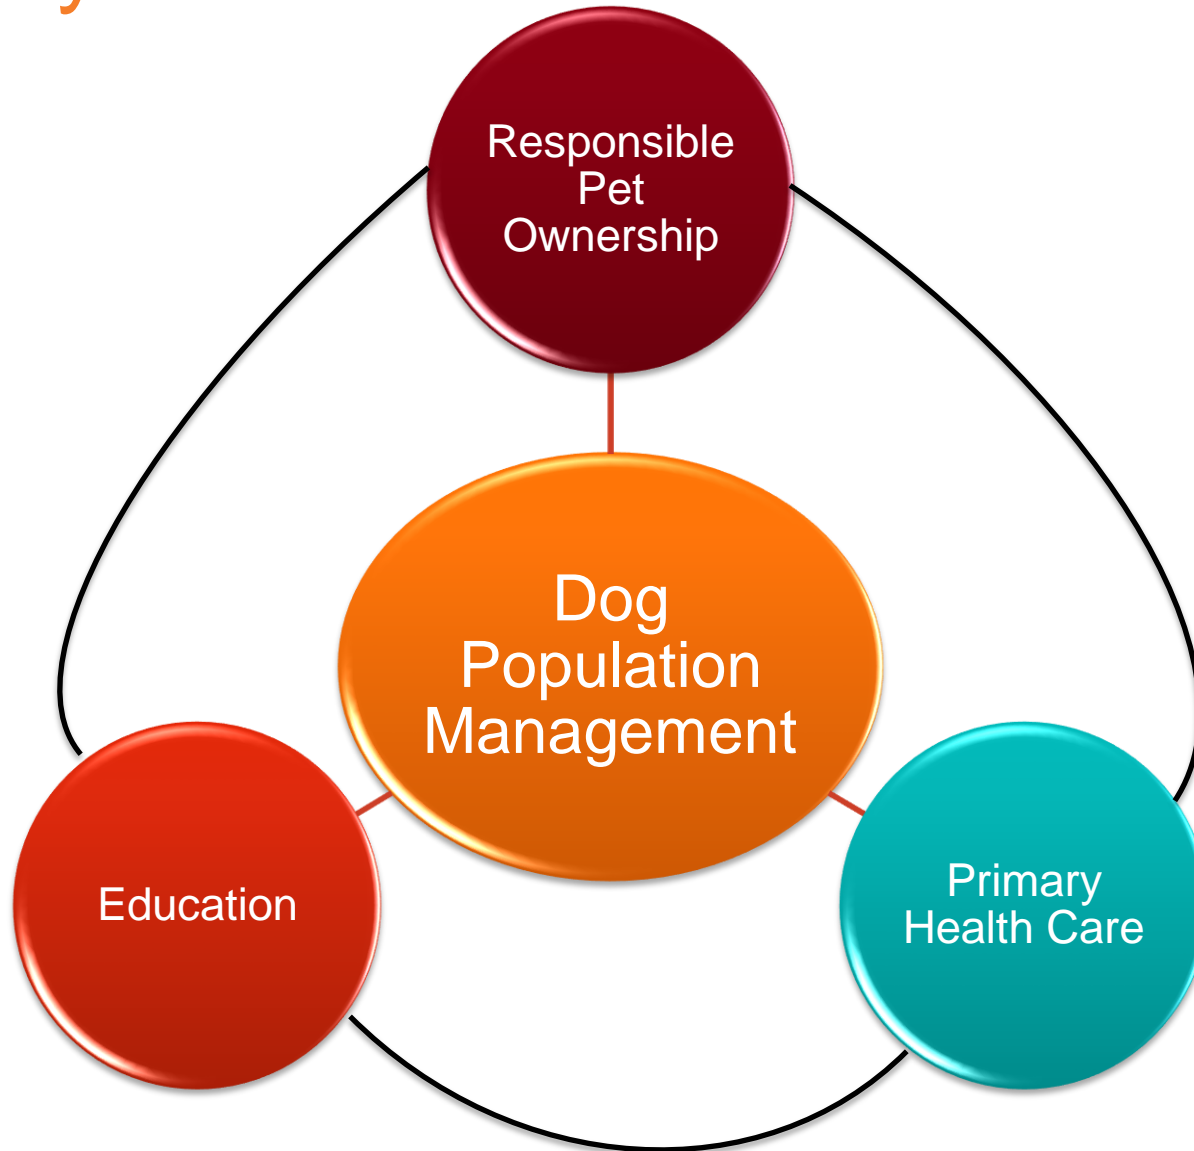 Responsible
Pet
Ownership
Dog
Population
Management
Education
Primary
Health Care